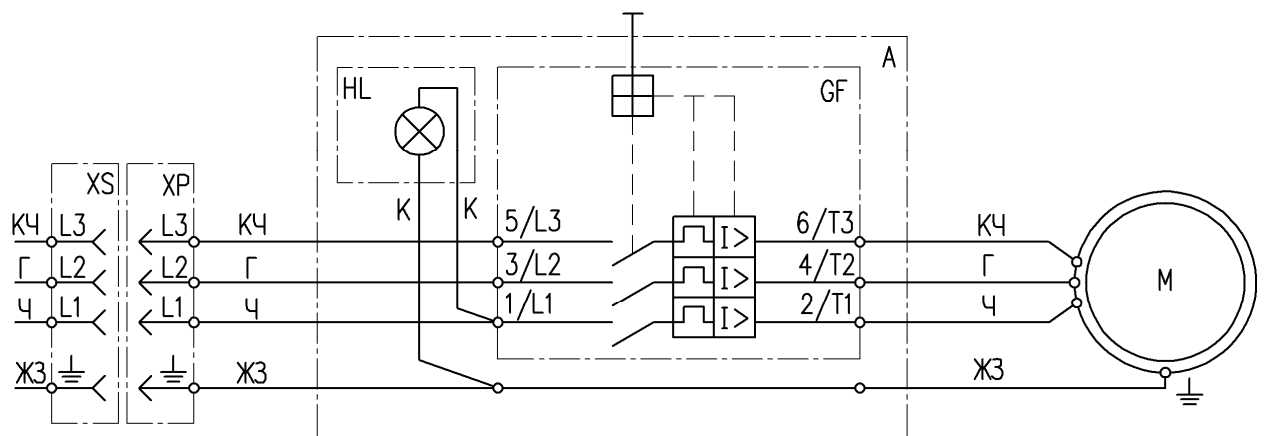 A
HL
GF
XS
XP
К
К
КЧ
L3
L3
КЧ
5/L3
I>
6/T3
КЧ
Г
L2
L2
Г
3/L2
I>
4/T2
Г
M
Ч
L1
L1
Ч
1/L1
I>
2/T1
Ч
ЖЗ
ЖЗ
ЖЗ